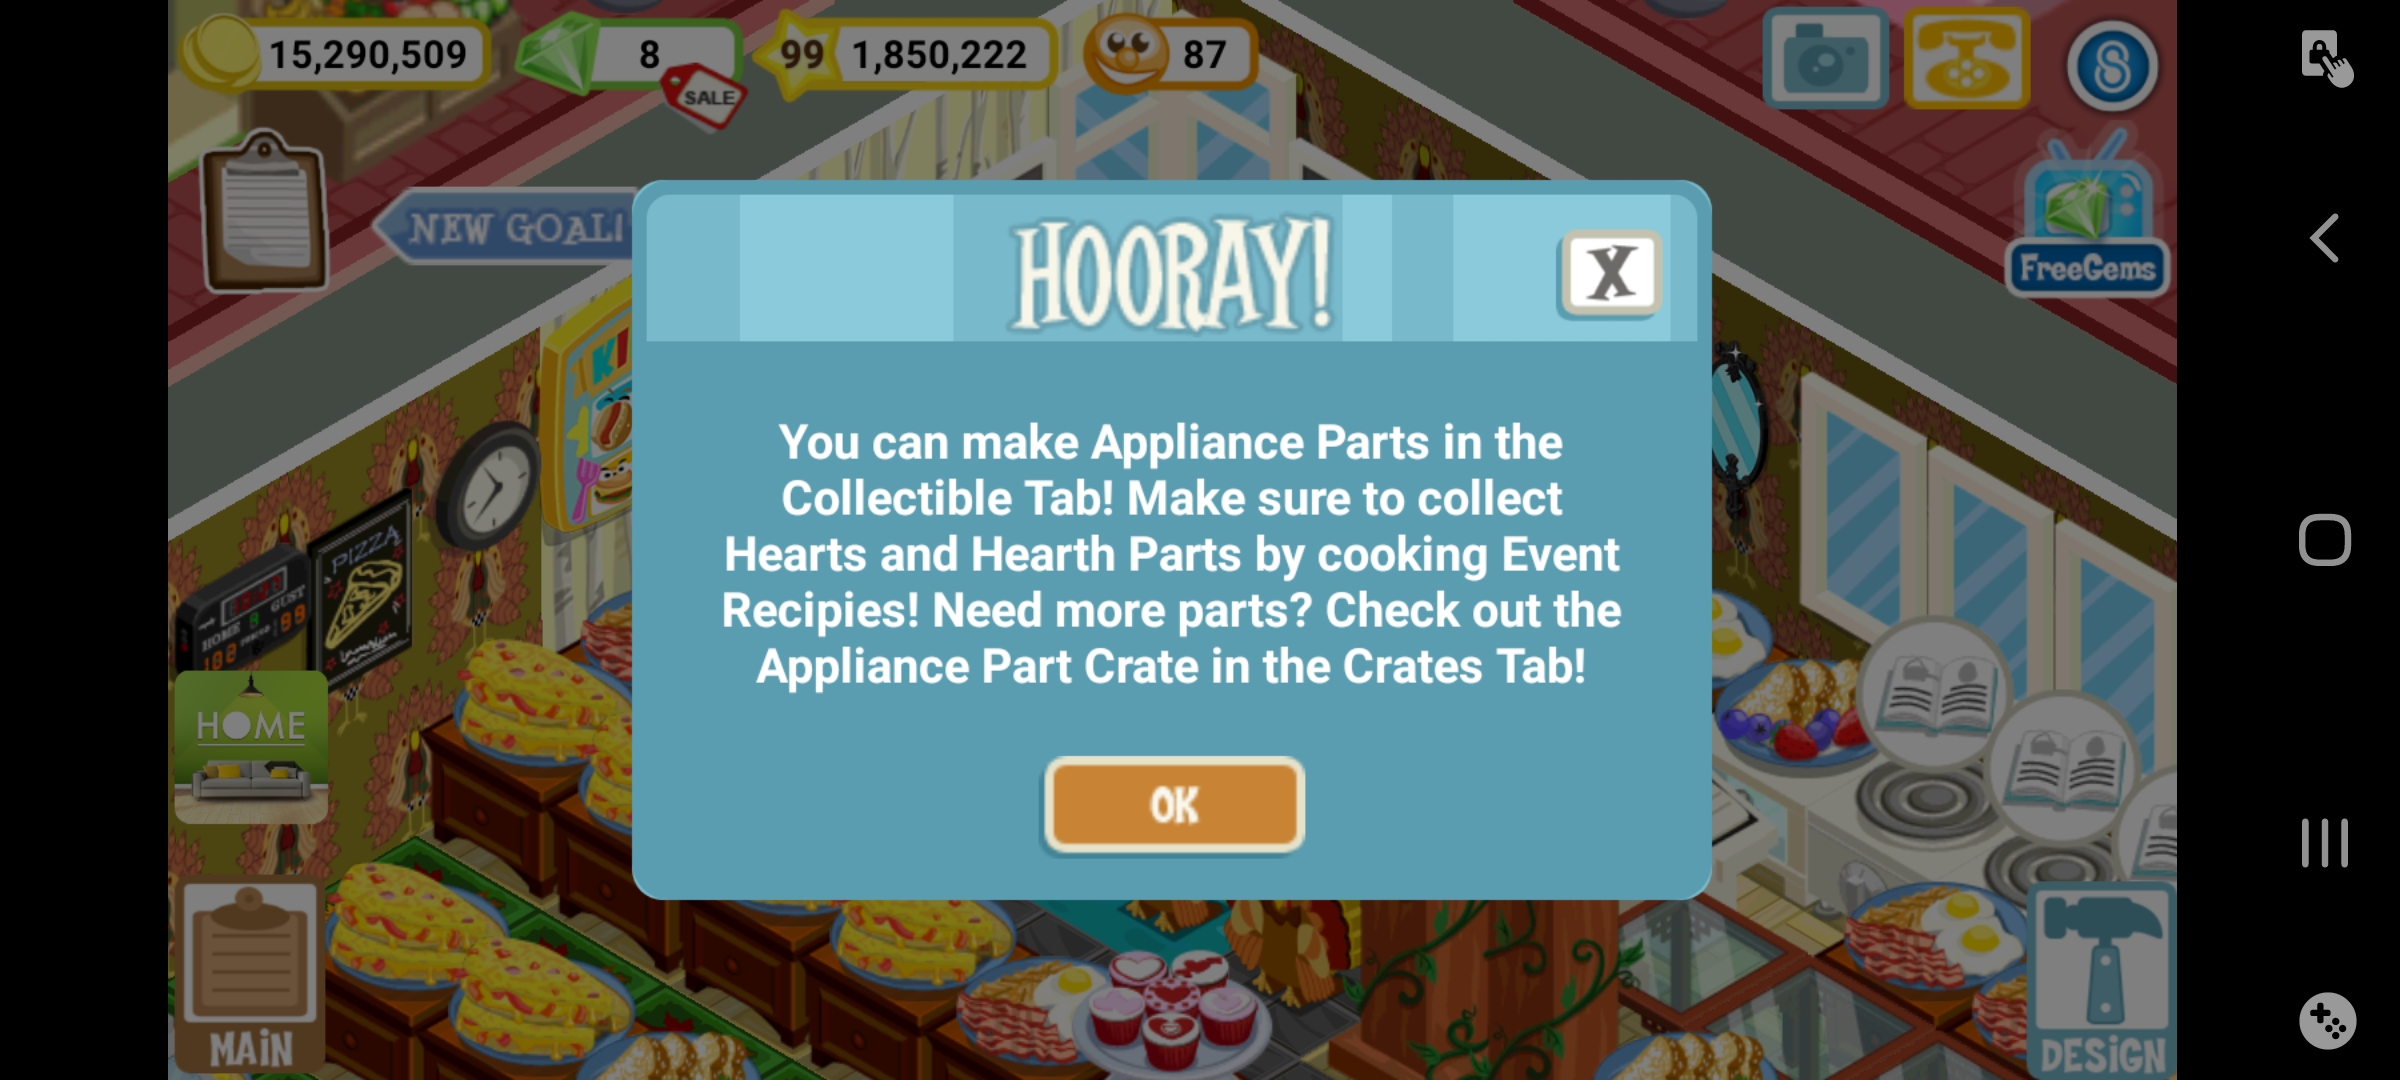 15,290,509
8
SALE
99
1,850,222
87
NEW GOAL!
FreeGems
HOORAY!
X
You can make Appliance Parts in the
Collectible Tab! Make sure to collect
Hearts and Hearth Parts by cooking Event
Recipies! Need more parts? Check out the
Appliance Part Crate in the Crates Tab!
OK
KI
PIZZA
HOME
GUST
HOME
MAIN
DESIGN